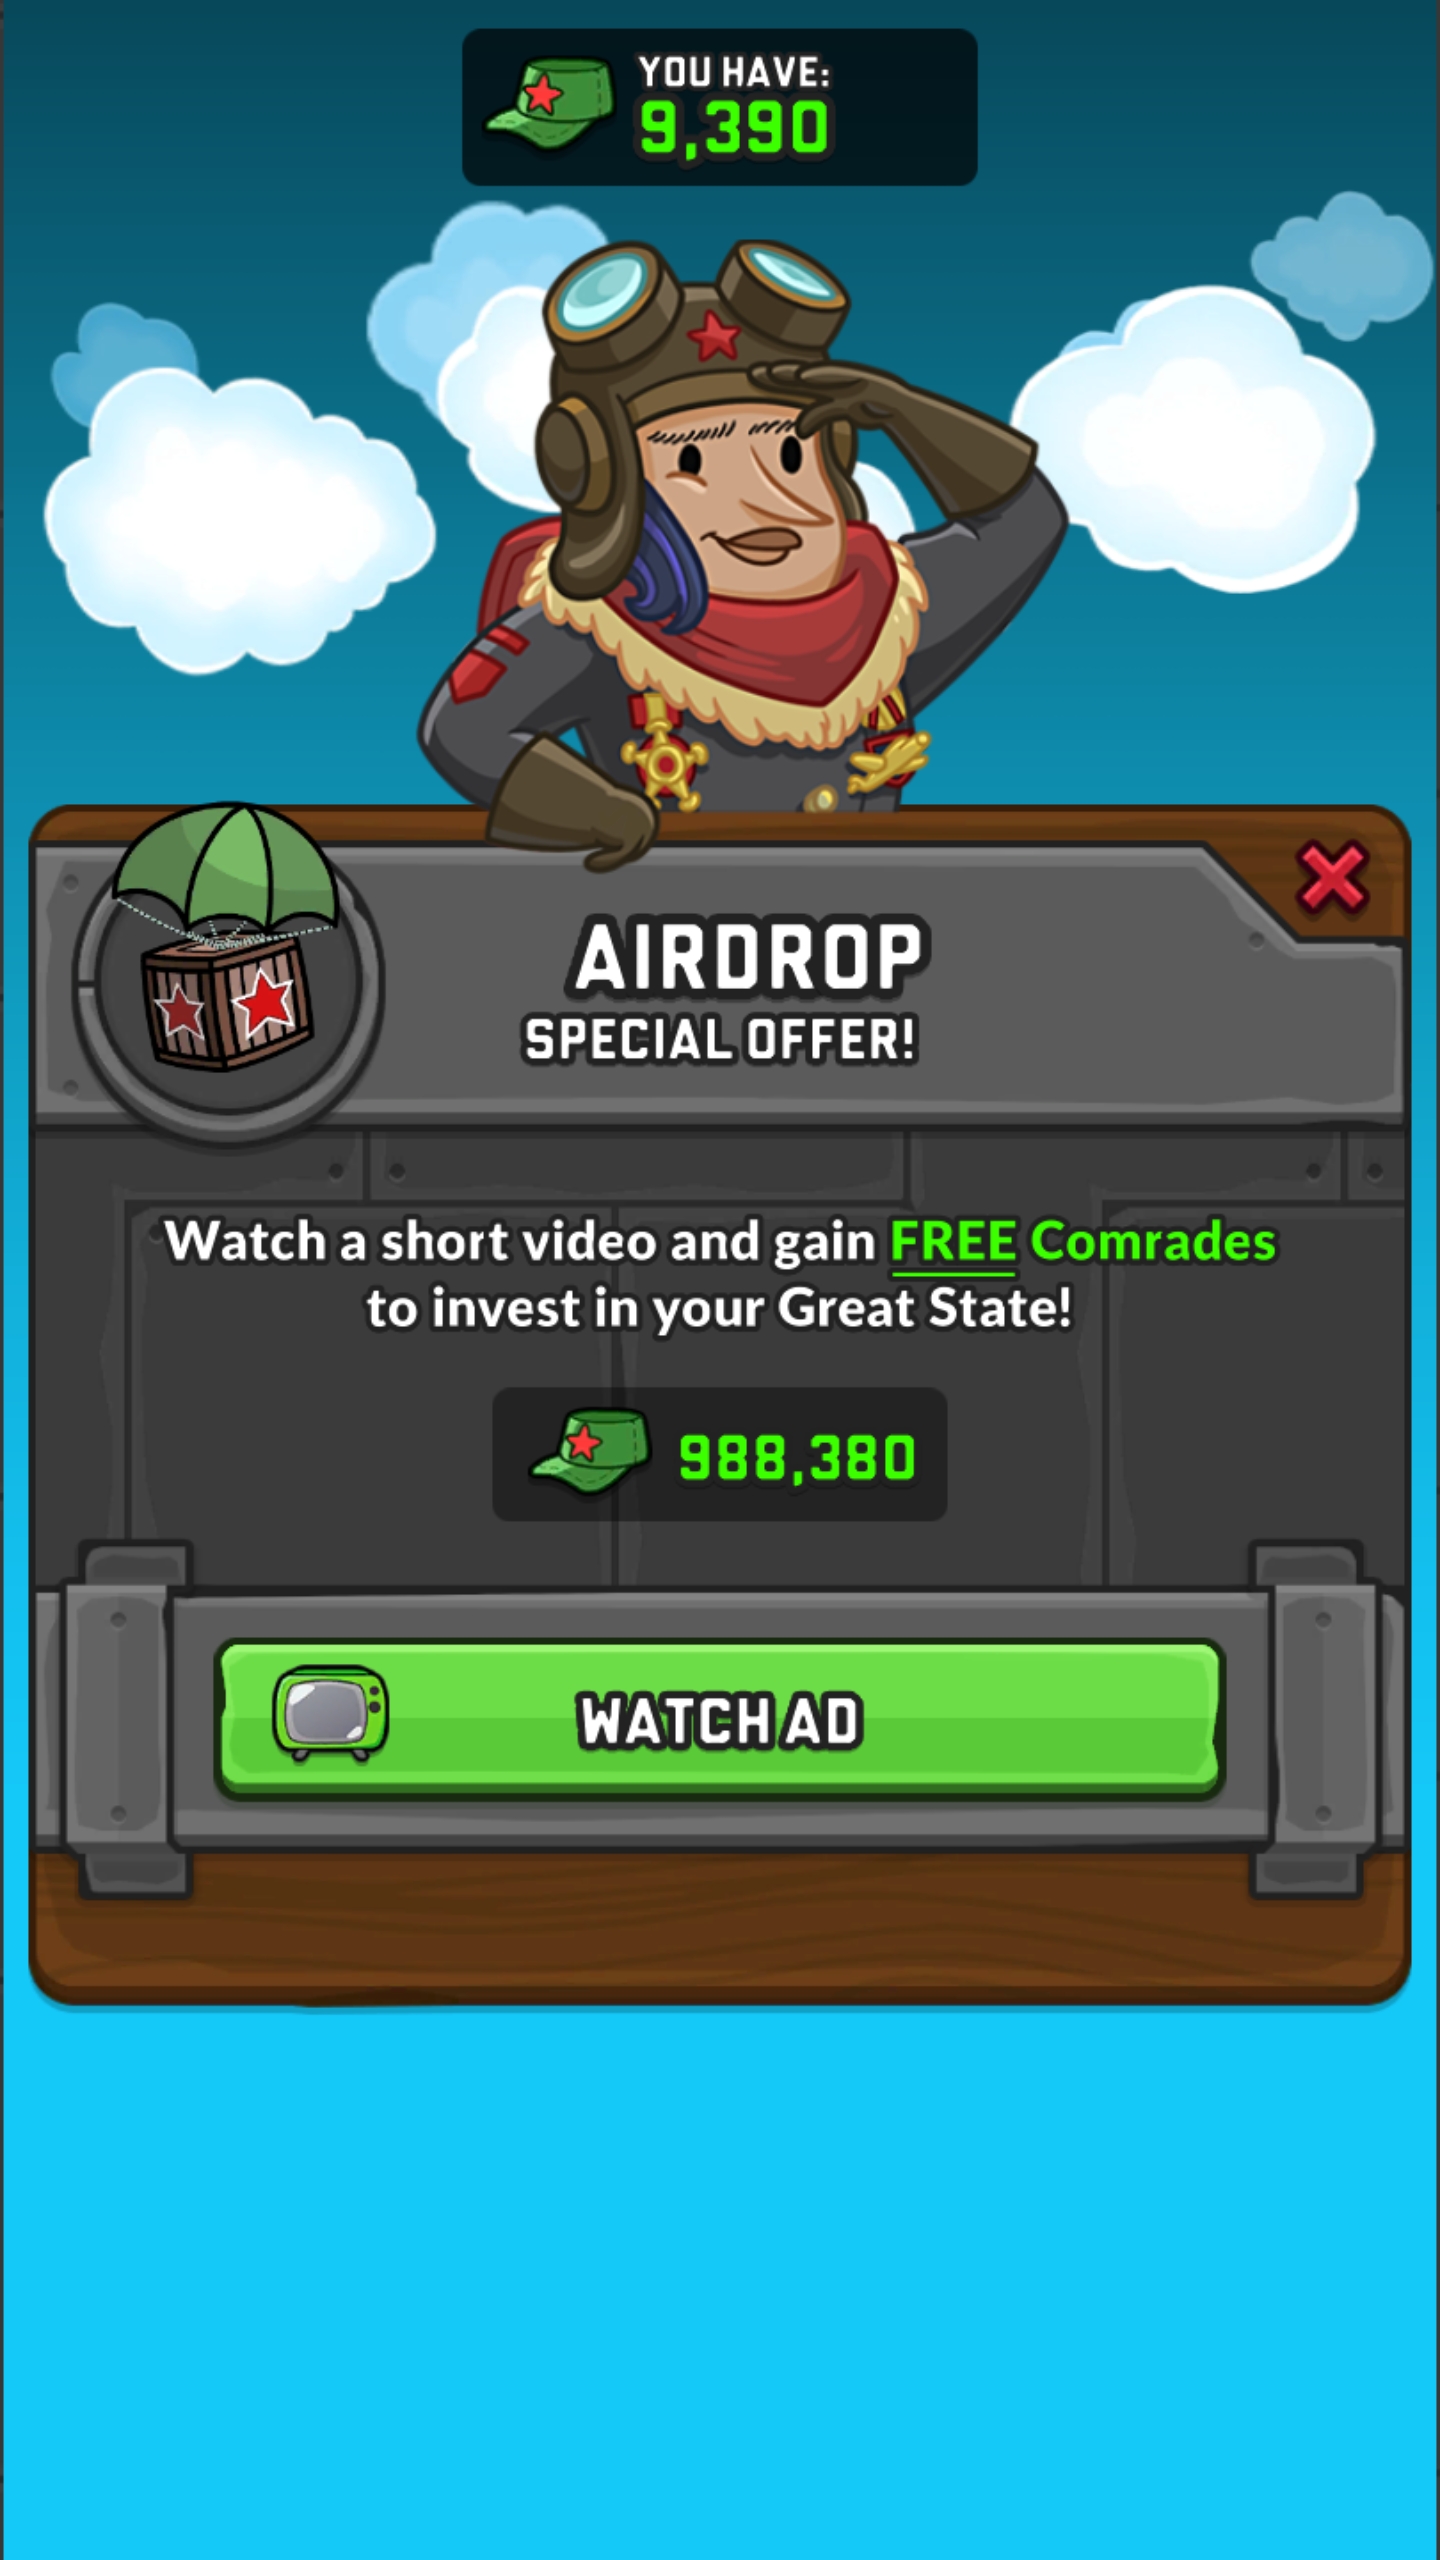 YOU HAVE:
9,390
AIRDROP
SPECIAL OFFER!
Watch a short video and gain FREE Comrades
to invest in your Great State!
988,380
WATCH AD